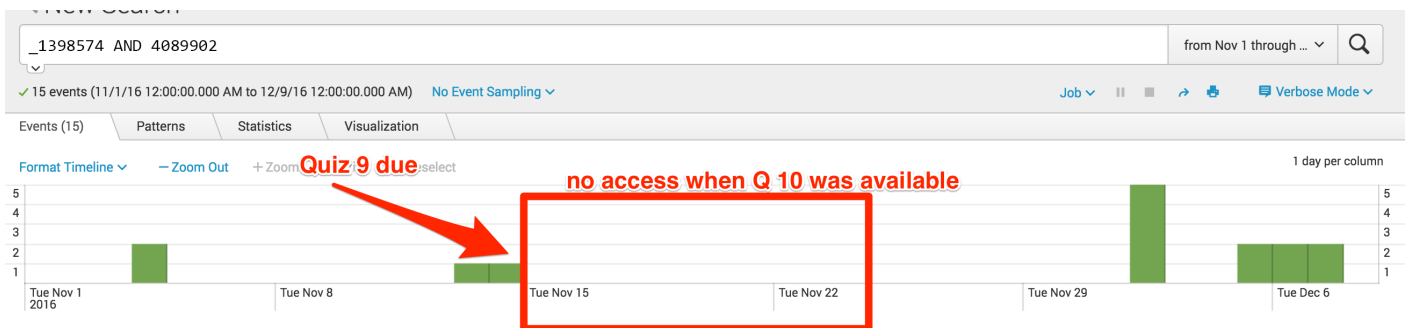 New Search
_1398574 AND 4089902
from Nov 1 through ...
15 events (11/1/16 12:00:00.000 AM to 12/9/16 12:00:00.000 AM) No Event Sampling
Job Verbose Mode
Events (15) Patterns Statistics Visualization
Format Timeline — Zoom Out + Zoom
Quiz 9 due
1 day per column
no access when Q 10 was available
5 5
4 4
3 3
2 2
1 1
Tue Nov 1 Tue Nov 8 Tue Nov 15 Tue Nov 22 Tue Nov 29 Tue Dec 6
2016